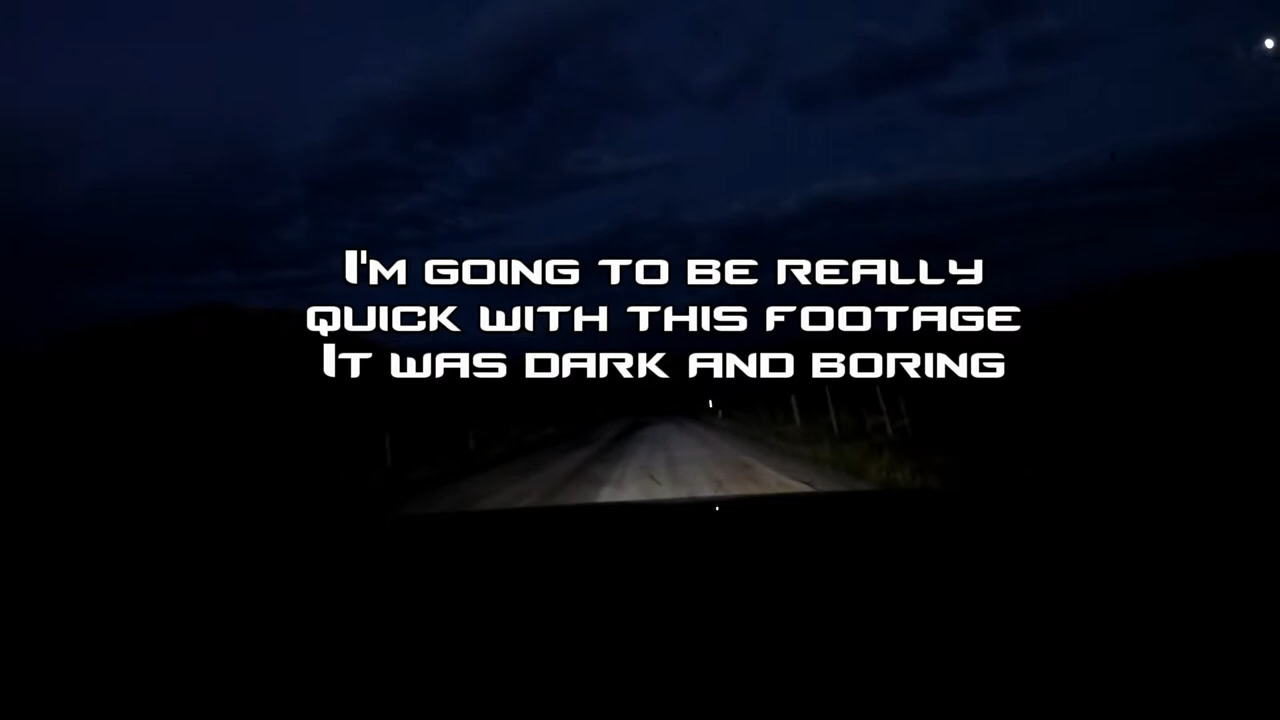 I'm going to be really
quick with this footage
It was dark and boring